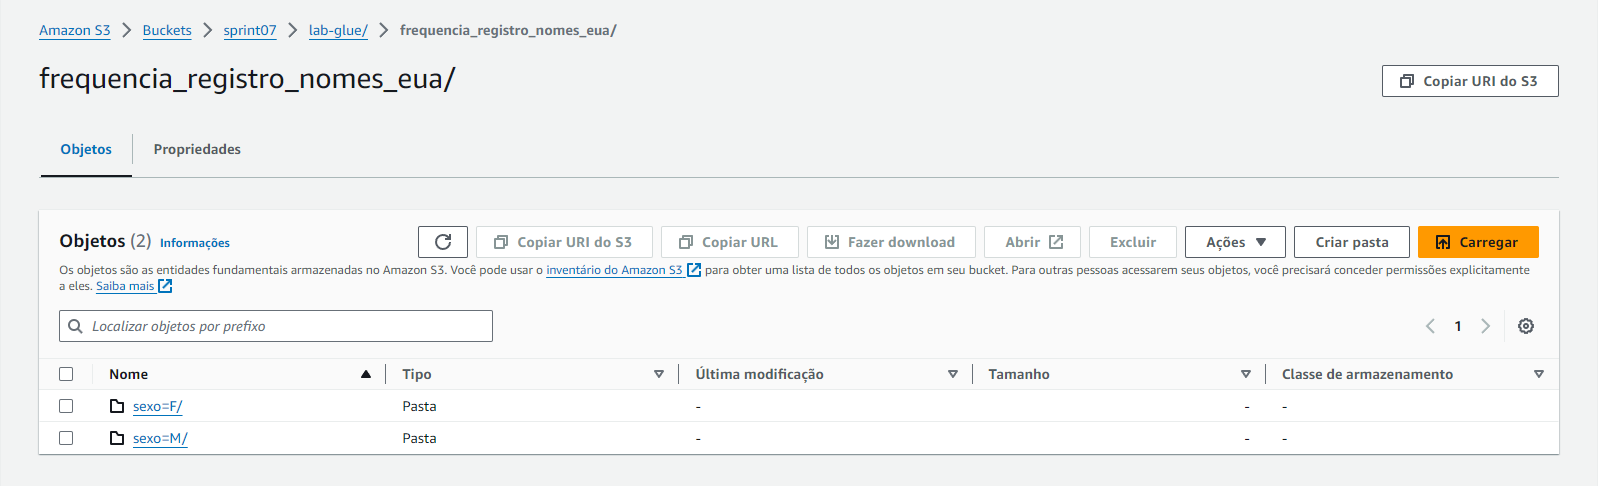 Amazon S3 > Buckets > sprint07 > lab-glue/ > frequencia_registro_nomes_eua/
frequencia_registro_nomes_eua/
Copiar URI do S3
Objetos Propriedades
Objetos (2) Informações Copiar URI do S3 Copiar URL Fazer download Abrir Excluir Ações Criar pasta Carregar
Os objetos são as entidades fundamentais armazenadas no Amazon S3. Você pode usar o inventário do Amazon S3 para obter uma lista de todos os objetos em seu bucket. Para outras pessoas acessarem seus objetos, você precisará conceder permissões explicitamente
a eles. Saiba mais
Localizar objetos por prefixo
1
Nome Tipo Última modificação Tamanho Classe de armazenamento
sexo=F/ Pasta - - -
sexo=M/ Pasta - - -